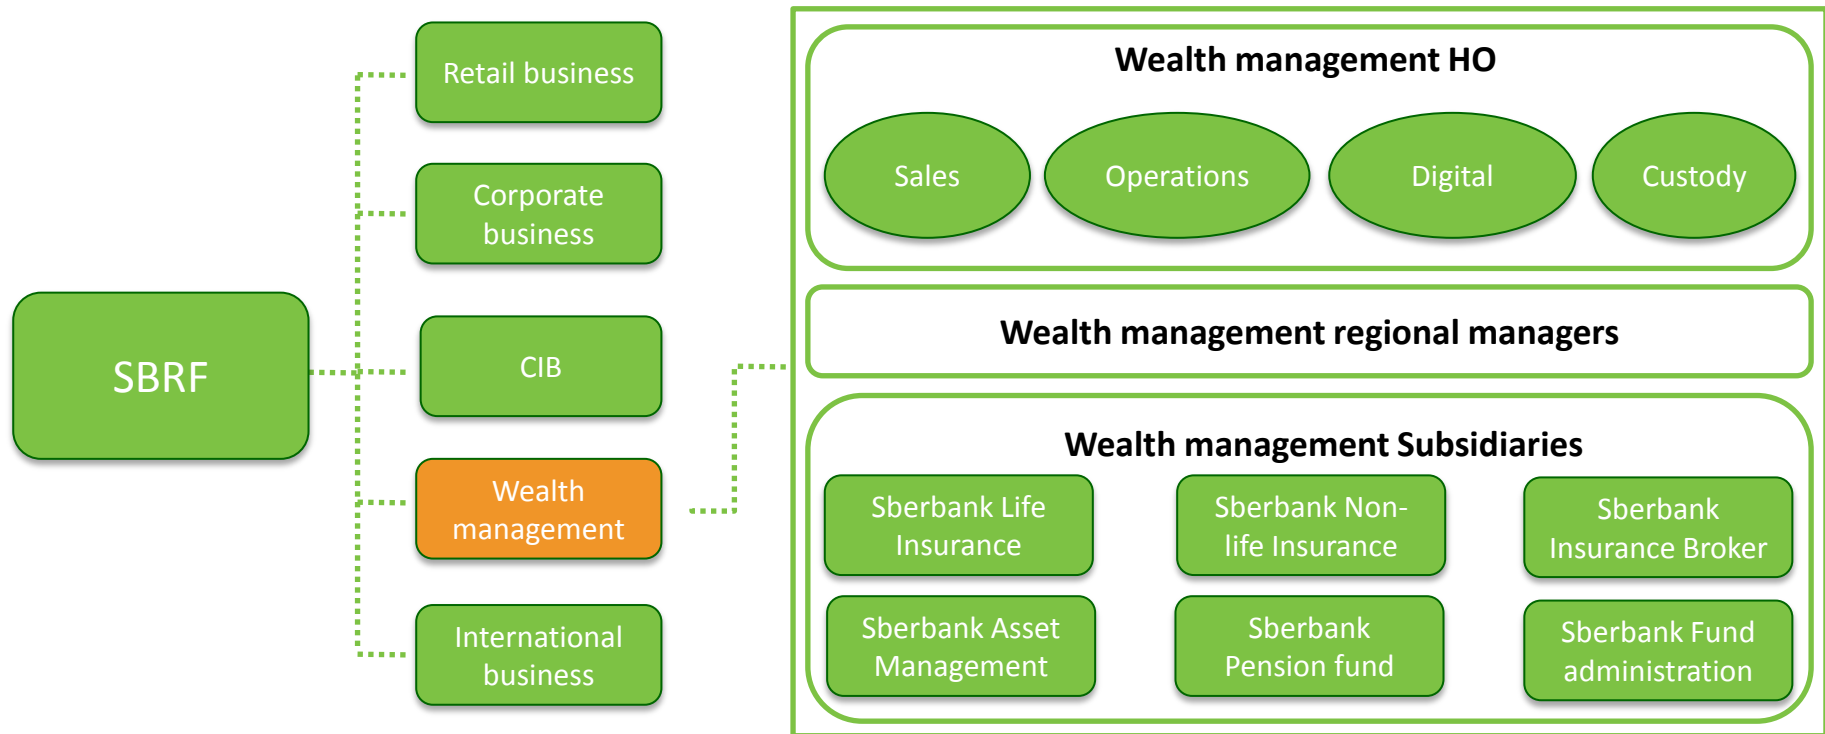 SBRF
Retail business
Corporate
business
CIB
Wealth
management
International
business
Wealth management HO
Sales
Operations
Digital
Custody
Wealth management regional managers
Wealth management Subsidiaries
Sberbank Life
Insurance
Sberbank Non-
life Insurance
Sberbank
Insurance Broker
Sberbank Asset
Management
Sberbank
Pension fund
Sberbank Fund
administration